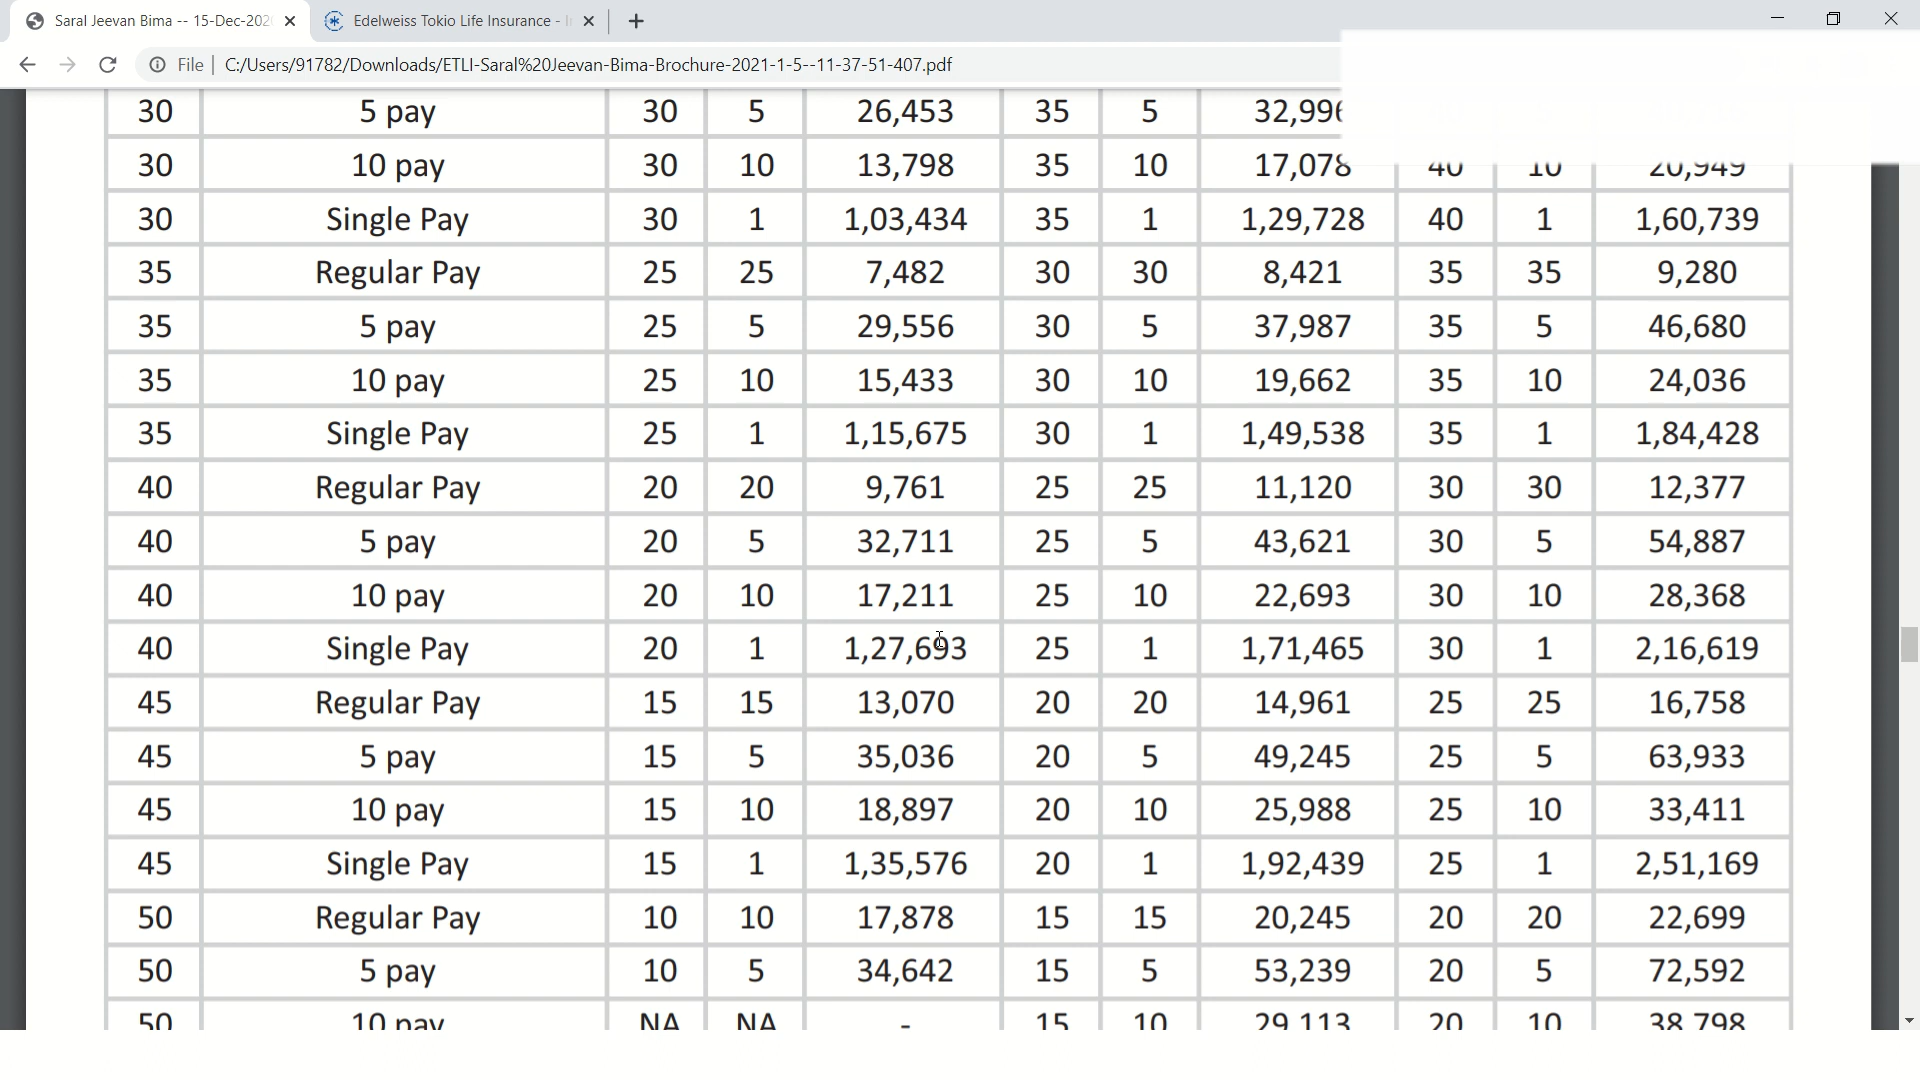 Saral Jeevan Bima -- 15-Dec-202
Edelweiss Tokio Life Insurance -
File | C:/Users/91782/Downloads/ETLI-Saral%20Jeevan-Bima-Brochure-2021-1-5--11-37-51-407.pdf
30 5 pay 30 5 26,453 35 5 32,996
30 10 pay 30 10 13,798 35 10 17,078 40 10 20,949
30 Single Pay 30 1 1,03,434 35 1 1,29,728 40 1 1,60,739
35 Regular Pay 25 25 7,482 30 30 8,421 35 35 9,280
35 5 pay 25 5 29,556 30 5 37,987 35 5 46,680
35 10 pay 25 10 15,433 30 10 19,662 35 10 24,036
35 Single Pay 25 1 1,15,675 30 1 1,49,538 35 1 1,84,428
40 Regular Pay 20 20 9,761 25 25 11,120 30 30 12,377
40 5 pay 20 5 32,711 25 5 43,621 30 5 54,887
40 10 pay 20 10 17,211 25 10 22,693 30 10 28,368
40 Single Pay 20 1 1,27,693 25 1 1,71,465 30 1 2,16,619
45 Regular Pay 15 15 13,070 20 20 14,961 25 25 16,758
45 5 pay 15 5 35,036 20 5 49,245 25 5 63,933
45 10 pay 15 10 18,897 20 10 25,988 25 10 33,411
45 Single Pay 15 1 1,35,576 20 1 1,92,439 25 1 2,51,169
50 Regular Pay 10 10 17,878 15 15 20,245 20 20 22,699
50 5 pay 10 5 34,642 15 5 53,239 20 5 72,592
50 10 pay NA NA - 15 10 29,113 20 10 38,798